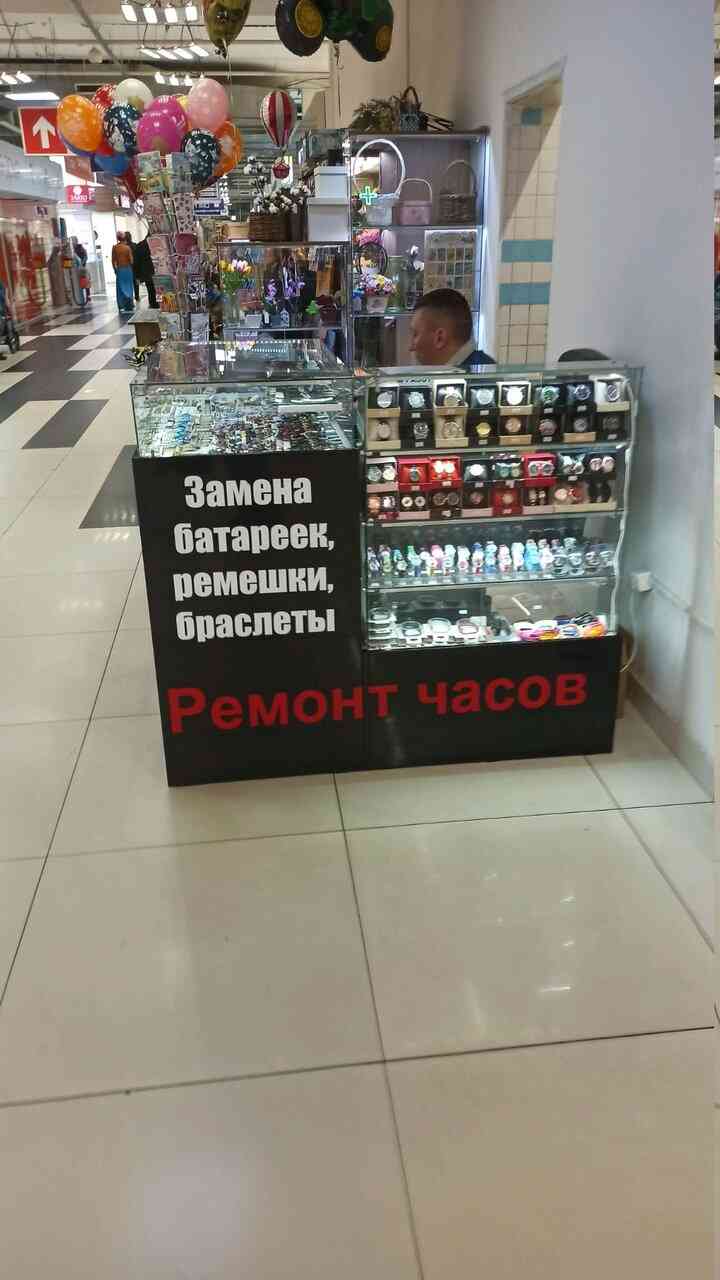 Замена
батареек,
ремешки,
браслеты
Ремонт часов